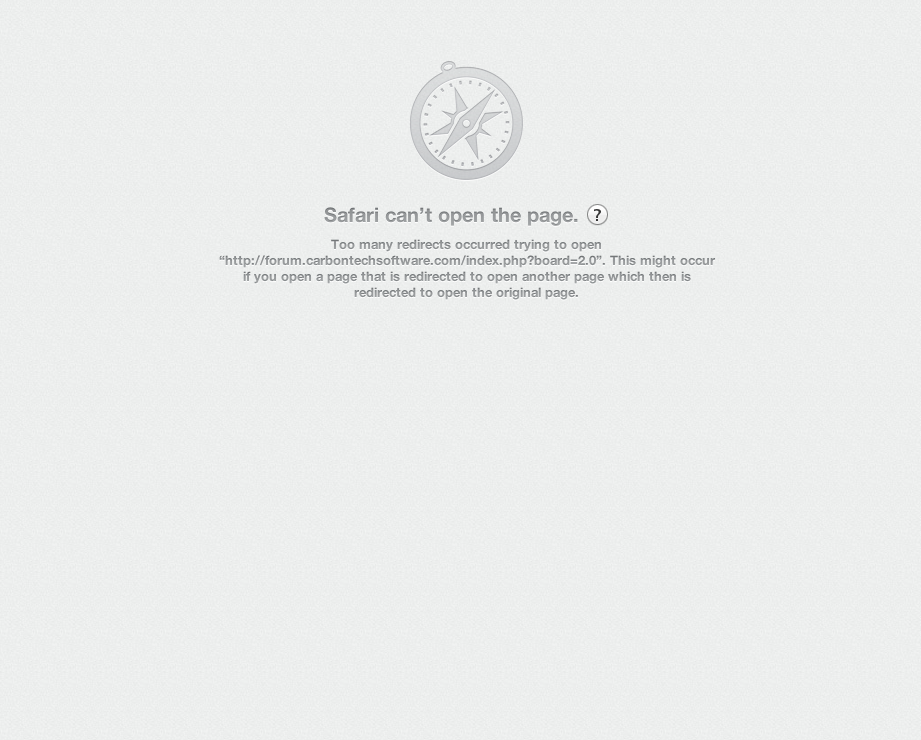 Safari can’t open the page. ?
Too many redirects occurred trying to open
“http://forum.carbontechsoftware.com/index.php?board=2.0”. This might occur
if you open a page that is redirected to open another page which then is
redirected to open the original page.